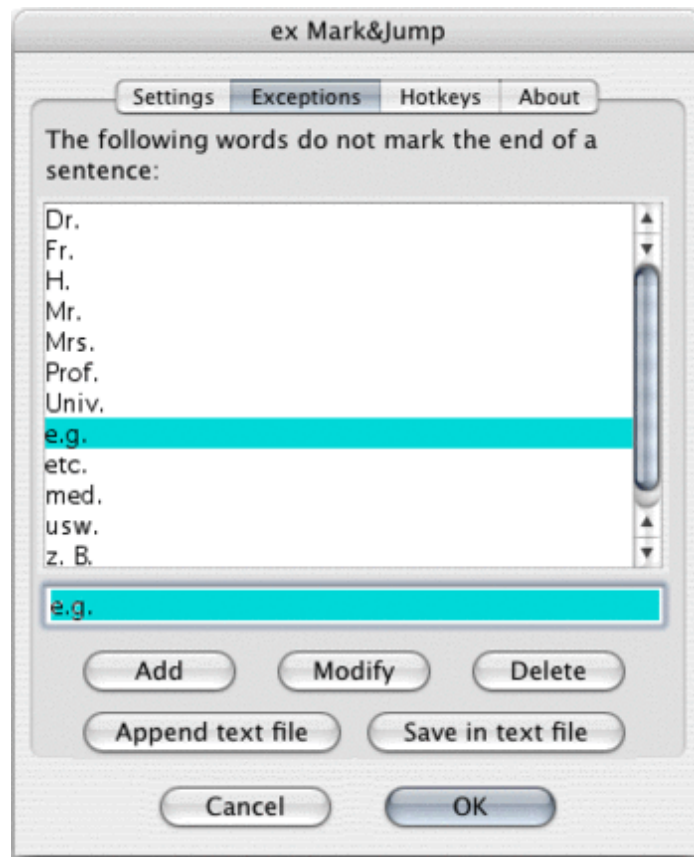 ex Mark&Jump
Settings Exceptions Hotkeys About
The following words do not mark the end of a
sentence:
Dr.
Fr.
H.
Mr.
Mrs.
Prof.
Univ.
e.g.
etc.
med.
usw.
z. B.
e.g.
Add Modify Delete
Append text file Save in text file
Cancel OK